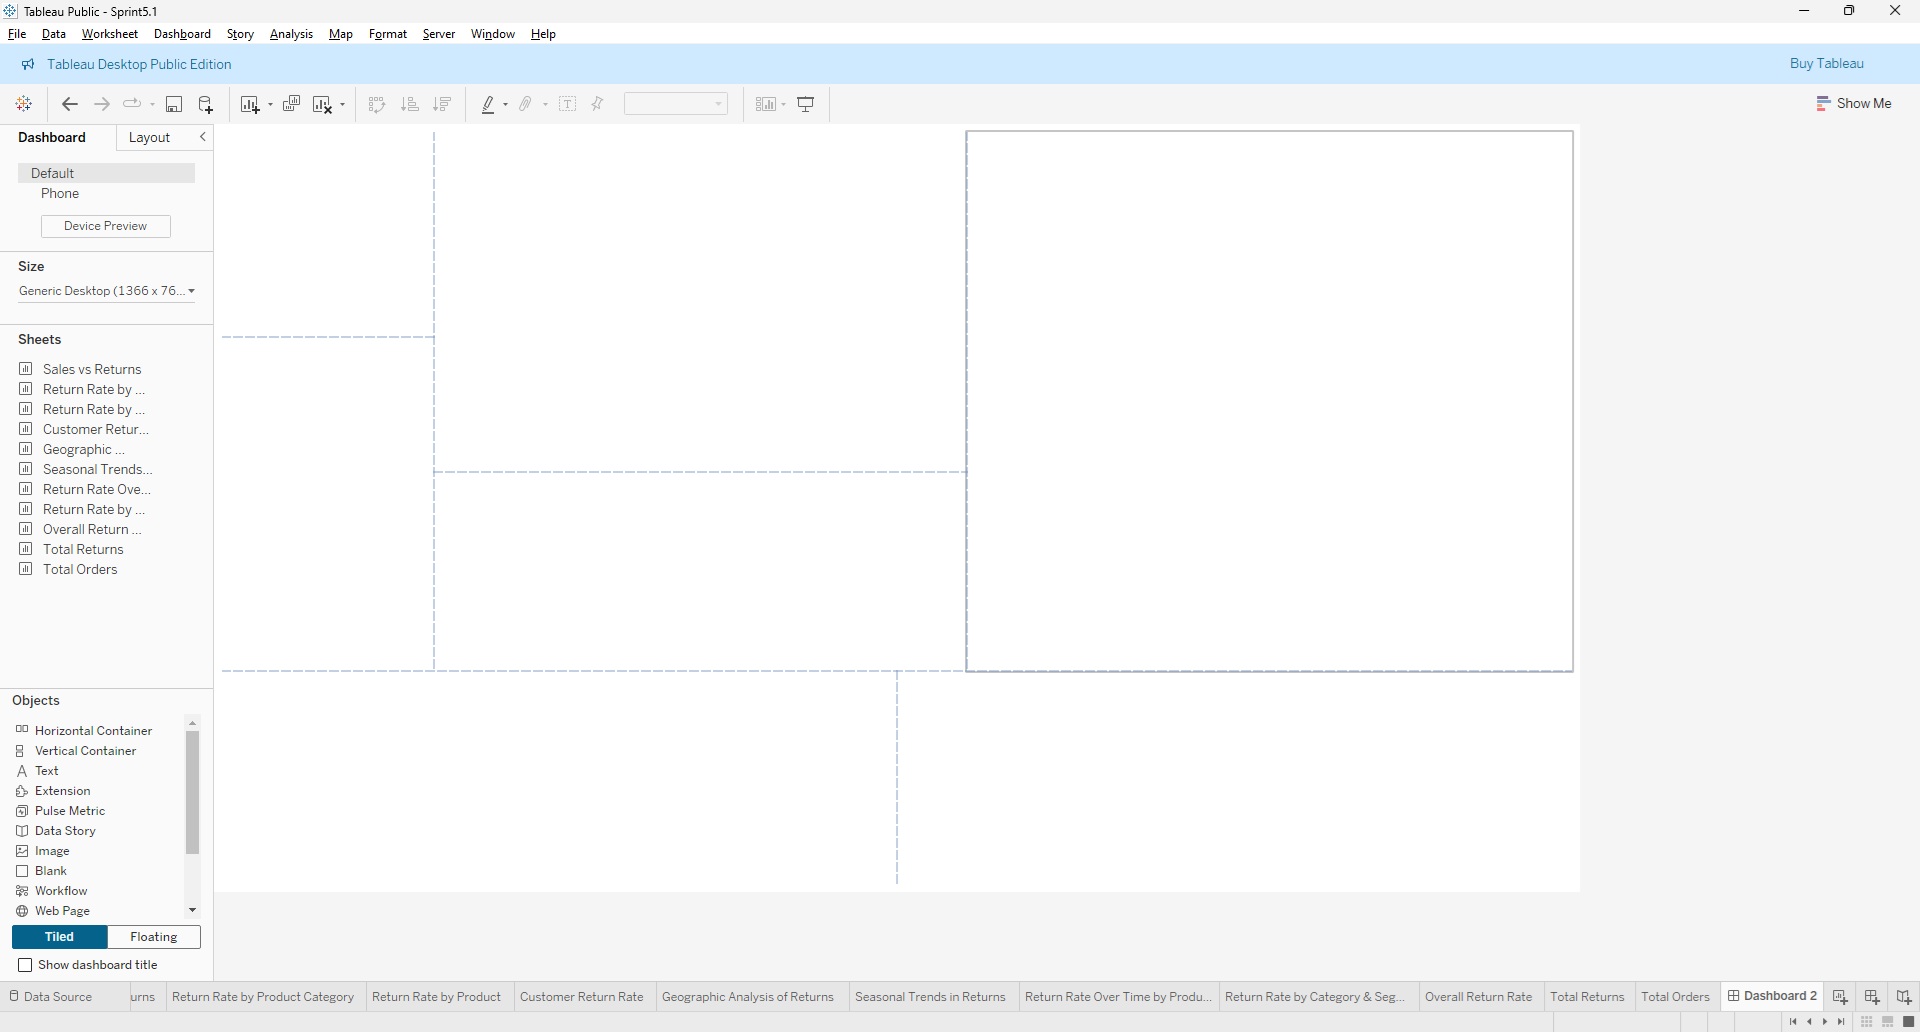 Tableau Public - Sprint5.1
File Data Worksheet Dashboard Story Analysis Map Format Server Window Help
Tableau Desktop Public Edition
Buy Tableau
Show Me
Dashboard
Layout
Default
Phone
Device Preview
Size
Generic Desktop (1366 x 76...
Sheets
Sales vs Returns
Return Rate by ...
Return Rate by ...
Customer Retur...
Geographic ...
Seasonal Trends...
Return Rate Ove...
Return Rate by ...
Overall Return ...
Total Returns
Total Orders
Objects
Horizontal Container
Vertical Container
Text
Extension
Pulse Metric
Data Story
Image
Blank
Workflow
Web Page
Tiled
Floating
Show dashboard title
Data Source urns Return Rate by Product Category Return Rate by Product Customer Return Rate Geographic Analysis of Returns Seasonal Trends in Returns Return Rate Over Time by Produ... Return Rate by Category & Seg... Overall Return Rate Total Returns Total Orders Dashboard 2